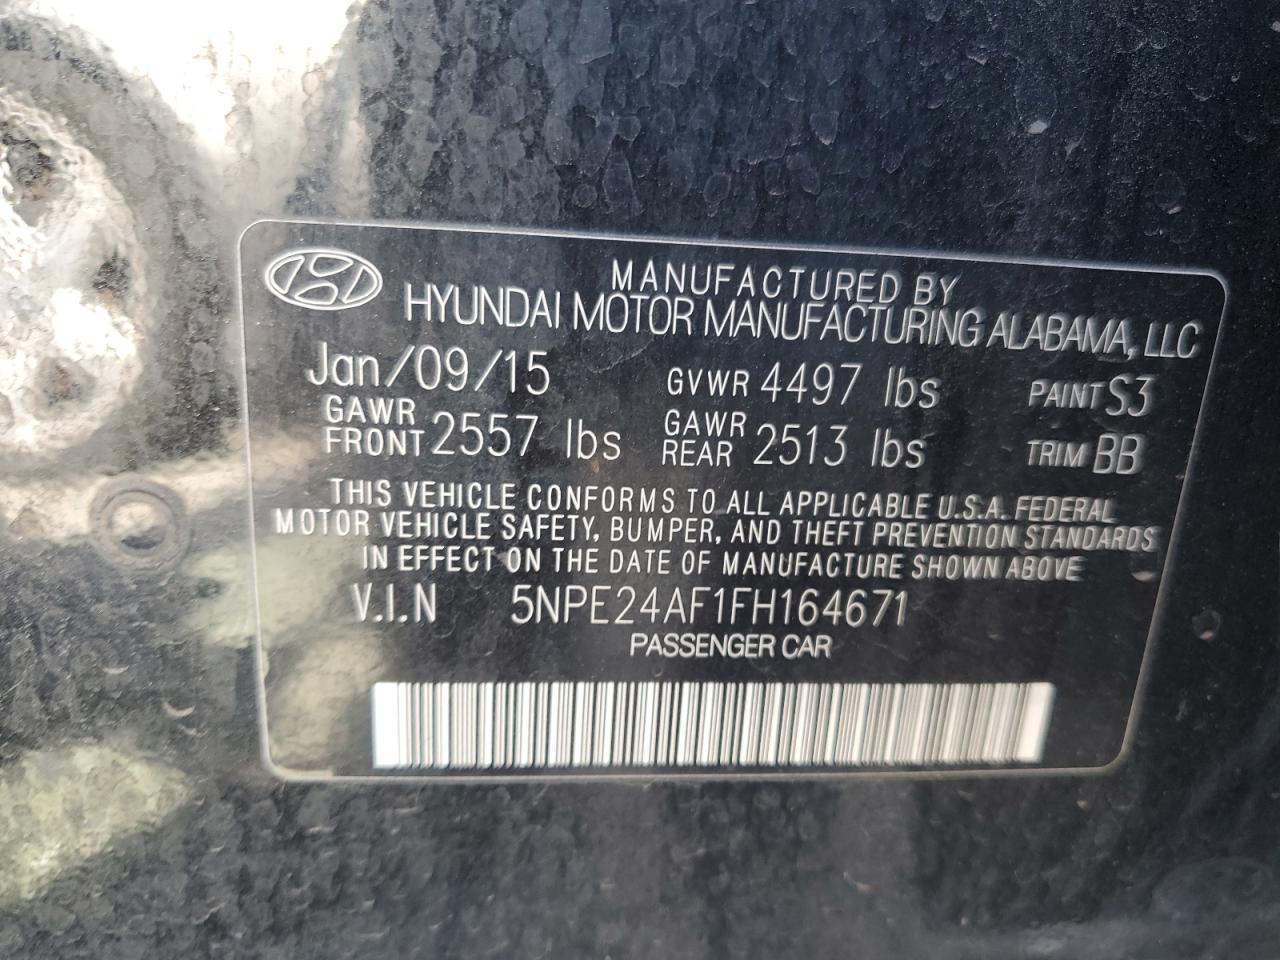 MANUFACTURED BY
HYUNDAI MOTOR MANUFACTURING ALABAMA, LLC
Jan/09/15 GVWR 4497 lbs PAINT S3
GAWR FRONT 2557 lbs GAWR REAR 2513 lbs TRIM BB
THIS VEHICLE CONFORMS TO ALL APPLICABLE U.S.A. FEDERAL
MOTOR VEHICLE SAFETY, BUMPER, AND THEFT PREVENTION STANDARDS
IN EFFECT ON THE DATE OF MANUFACTURE SHOWN ABOVE
V.I.N 5NPE24AF1FH164671
PASSENGER CAR